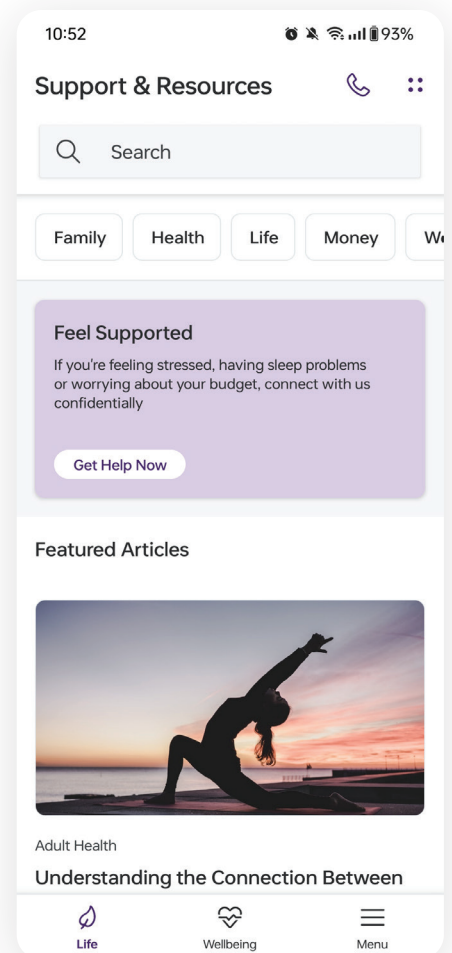 10:52 93%
Support & Resources
Search
Family Health Life Money
Feel Supported
If you're feeling stressed, having sleep problems
or worrying about your budget, connect with us
confidentially
Get Help Now
Featured Articles
Adult Health
Understanding the Connection Between
Life Wellbeing Menu